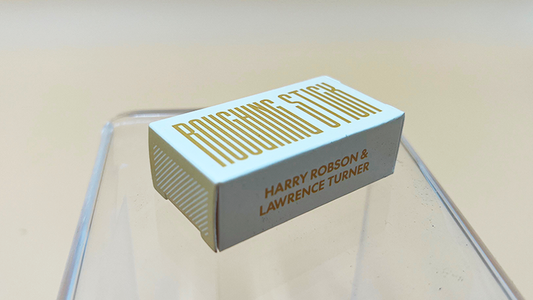 ROUGHING STICK
HARRY ROBSON &
LAWRENCE TURNER